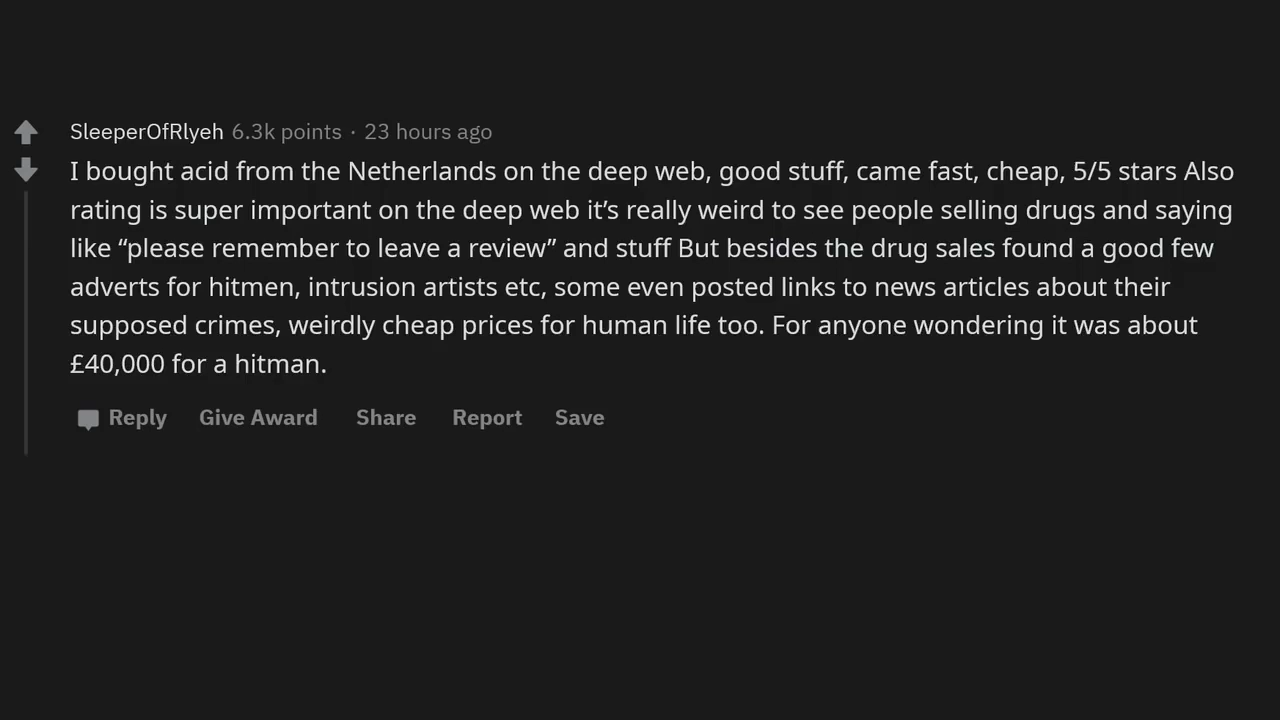 SleeperOfRlyeh 6.3k points · 23 hours ago
I bought acid from the Netherlands on the deep web, good stuff, came fast, cheap, 5/5 stars Also
rating is super important on the deep web it’s really weird to see people selling drugs and saying
like “please remember to leave a review” and stuff But besides the drug sales found a good few
adverts for hitmen, intrusion artists etc, some even posted links to news articles about their
supposed crimes, weirdly cheap prices for human life too. For anyone wondering it was about
£40,000 for a hitman.
Reply Give Award Share Report Save